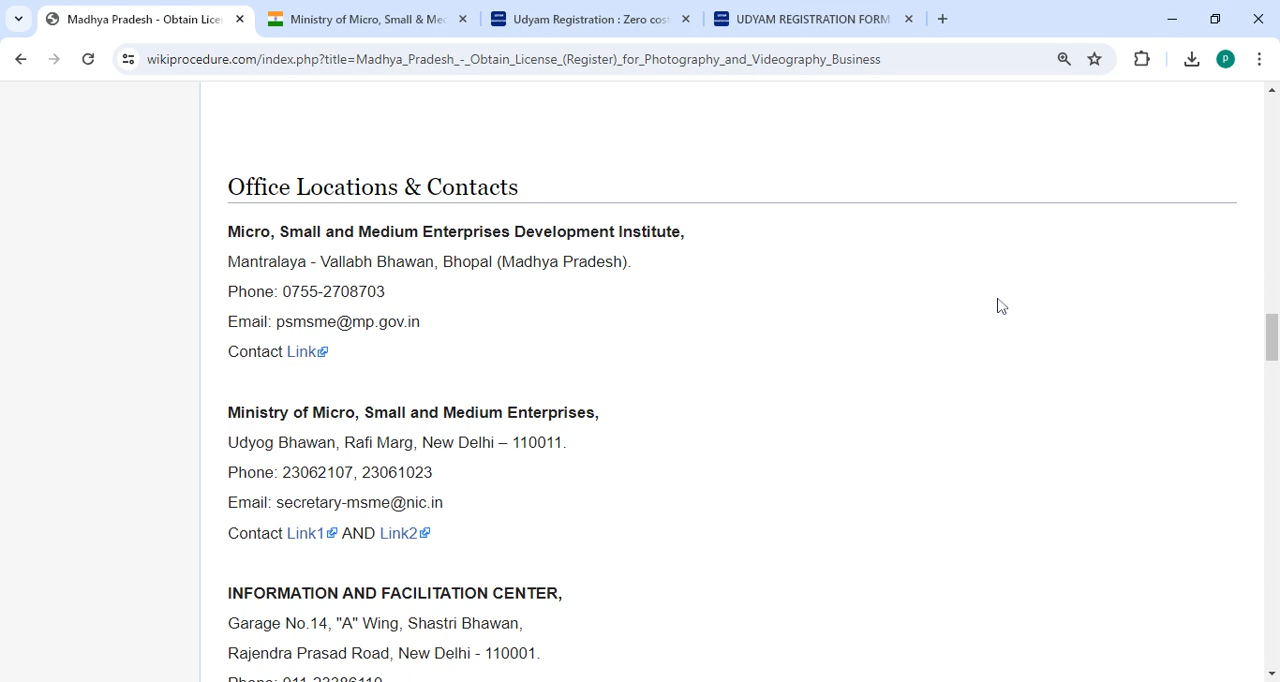 Madhya Pradesh - Obtain Lice
Ministry of Micro, Small & Me
Udyam Registration : Zero cost
UDYAM REGISTRATION FORM
wikiprocedure.com/index.php?title=Madhya_Pradesh_-_Obtain_License_(Register)_for_Photography_and_Videography_Business
P
Office Locations & Contacts
Micro, Small and Medium Enterprises Development Institute,
Mantralaya - Vallabh Bhawan, Bhopal (Madhya Pradesh).
Phone: 0755-2708703
Email: psmsme@mp.gov.in
Contact Link
Ministry of Micro, Small and Medium Enterprises,
Udyog Bhawan, Rafi Marg, New Delhi – 110011.
Phone: 23062107, 23061023
Email: secretary-msme@nic.in
Contact Link1 AND Link2
INFORMATION AND FACILITATION CENTER,
Garage No.14, "A" Wing, Shastri Bhawan,
Rajendra Prasad Road, New Delhi - 110001.
Phone: 011-23386110